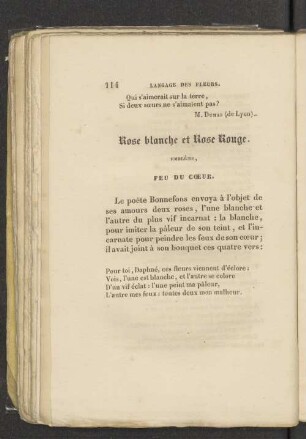 114 LANGAGE DES FLEURS.
Qui s'aimerait sur la terre,
Si deux sœurs ne s'aimaient pas?
M. Dumas (de Lyon).
Rose blanche et Rose Rouge.
FEU DU CŒUR.
Le poète Bonnefons envoya à l'objet de
ses amours deux roses, l'une blanche et
l'autre du plus vif incarnat : la blanche,
pour imiter la pâleur de son teint, et l'in-
carnate pour peindre les feux de son cœur;
il avait joint à son bouquet ces quatre vers:
Pour toi, Daphné, ces fleurs viennent d'éclore;
Vois, l'une est blanche, et l'autre se colore
D'un vif éclat : l'une peint ma pâleur,
L'autre mes feux : toutes deux mon malheur.